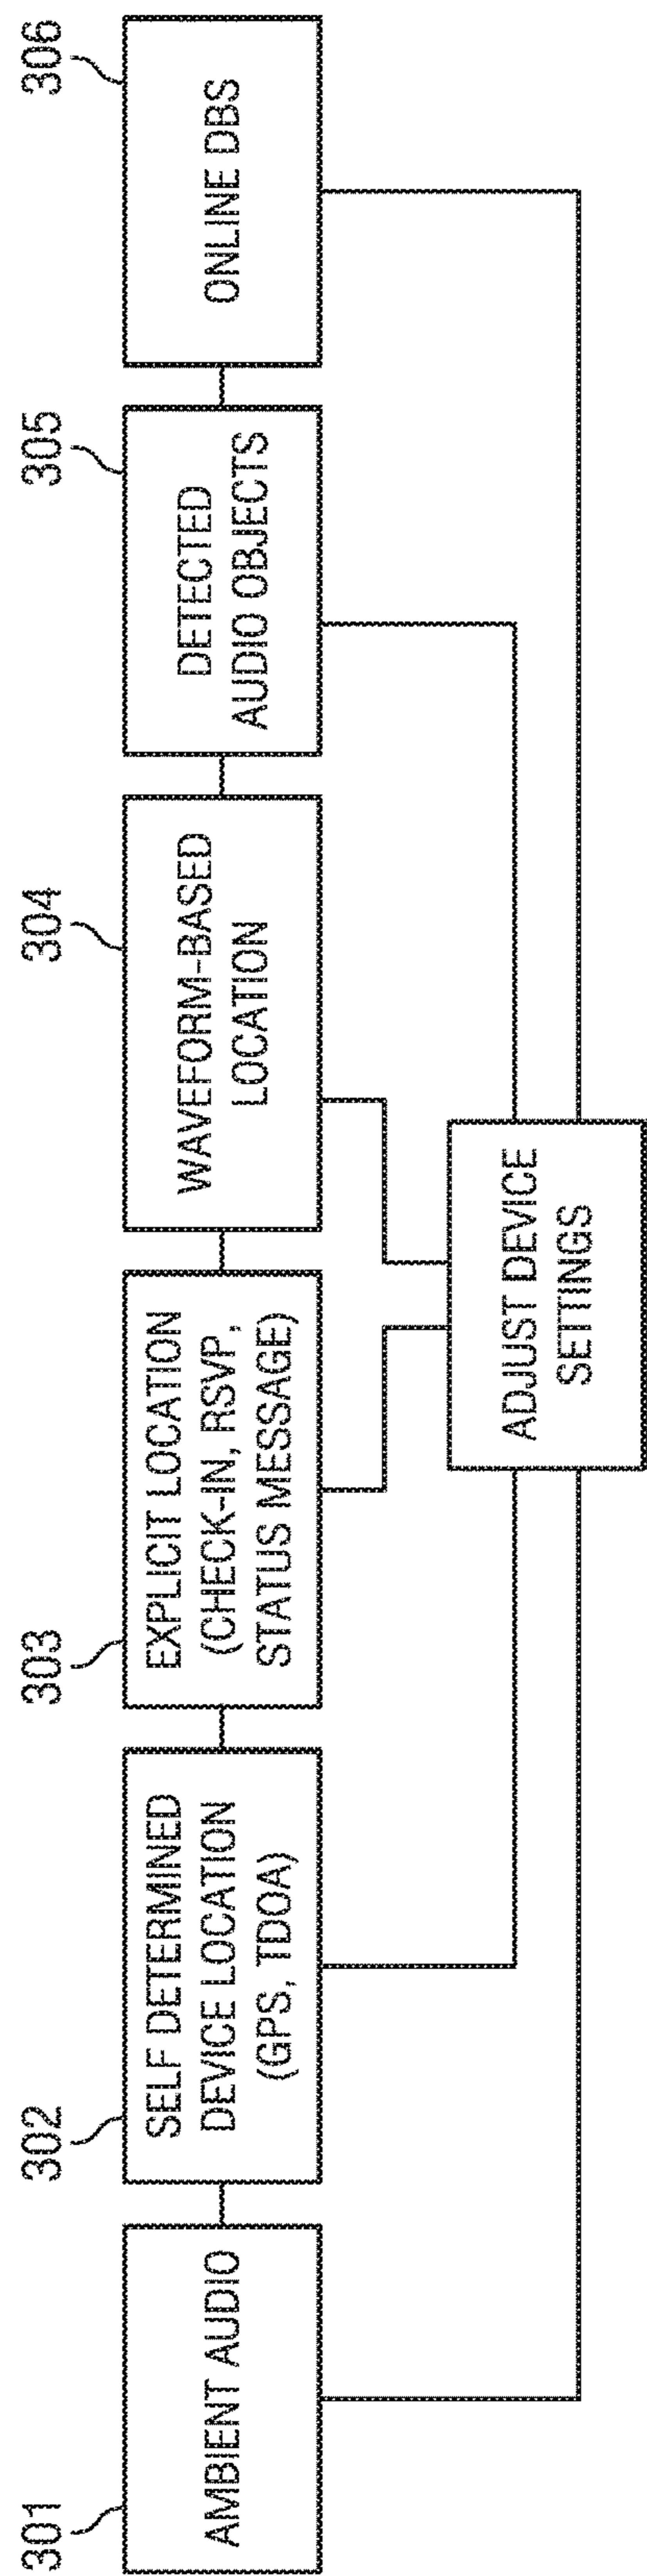 301
AMBIENT AUDIO
302
SELF DETERMINED
DEVICE LOCATION
(GPS, TDOA)
303
EXPLICIT LOCATION
(CHECK-IN, RSVP,
STATUS MESSAGE)
304
WAVEFORM-BASED
LOCATION
305
DETECTED
AUDIO OBJECTS
306
ONLINE DBS
ADJUST DEVICE
SETTINGS